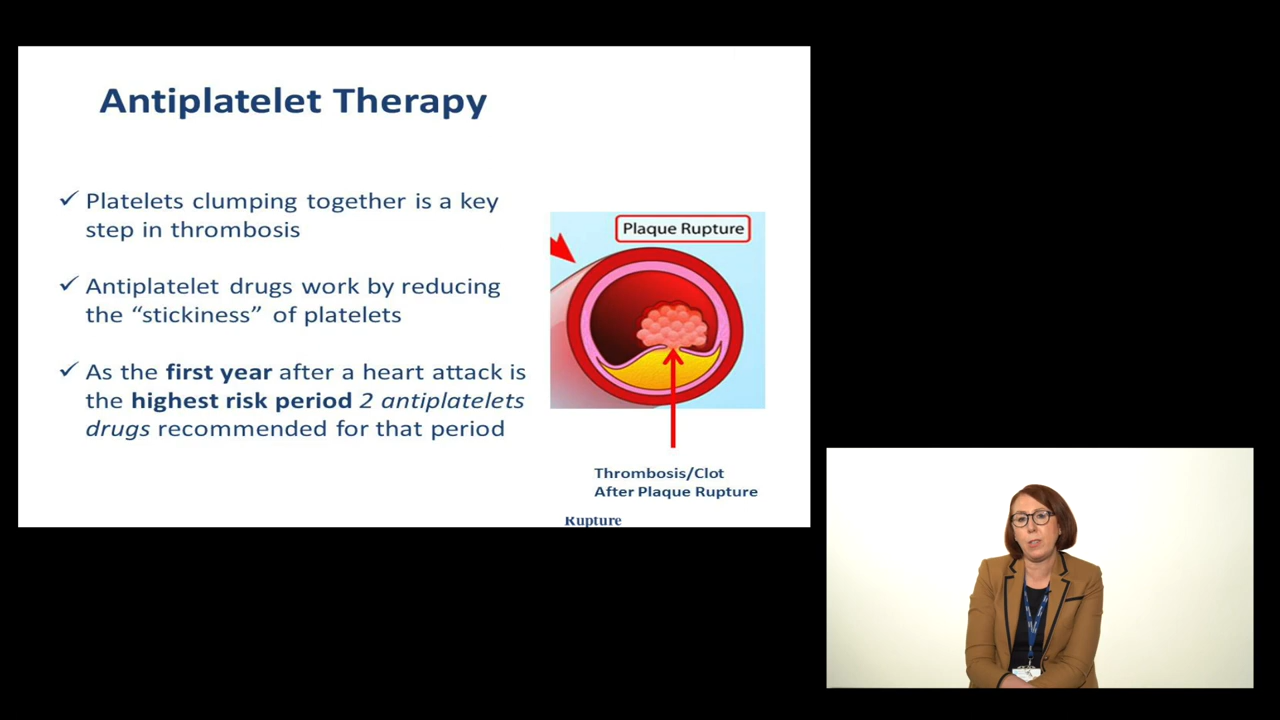 Antiplatelet Therapy
✓ Platelets clumping together is a key
step in thrombosis
✓ Antiplatelet drugs work by reducing
the “stickiness” of platelets
✓ As the first year after a heart attack is
the highest risk period 2 antiplatelets
drugs recommended for that period
Plaque Rupture
Thrombosis/Clot
After Plaque Rupture
Rupture